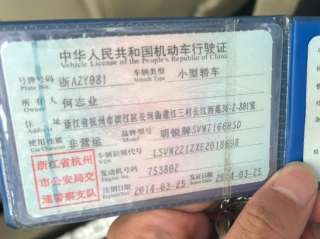 中华人民共和国机动车行驶证
Vehicle License of the People's Republic of China
号牌号码 浙AZY081 车辆类型 小型轿车
Plate No. Vehicle Type
所有人 何志业
Owner
住址 浙江省杭州市滨江区长河街道江三村长江西苑36-2-801室
Address
使用性质 非营运 品牌型号 明锐牌SVW7166HSD
Use Character Model
浙江省杭州
市公安局交
通警察支队
车辆识别代号 LSVN221ZXE2018698
VIN
发动机号码 753802
Engine No.
注册日期 2014-03-25 发证日期 2014-03-25
Register Date Issue Date